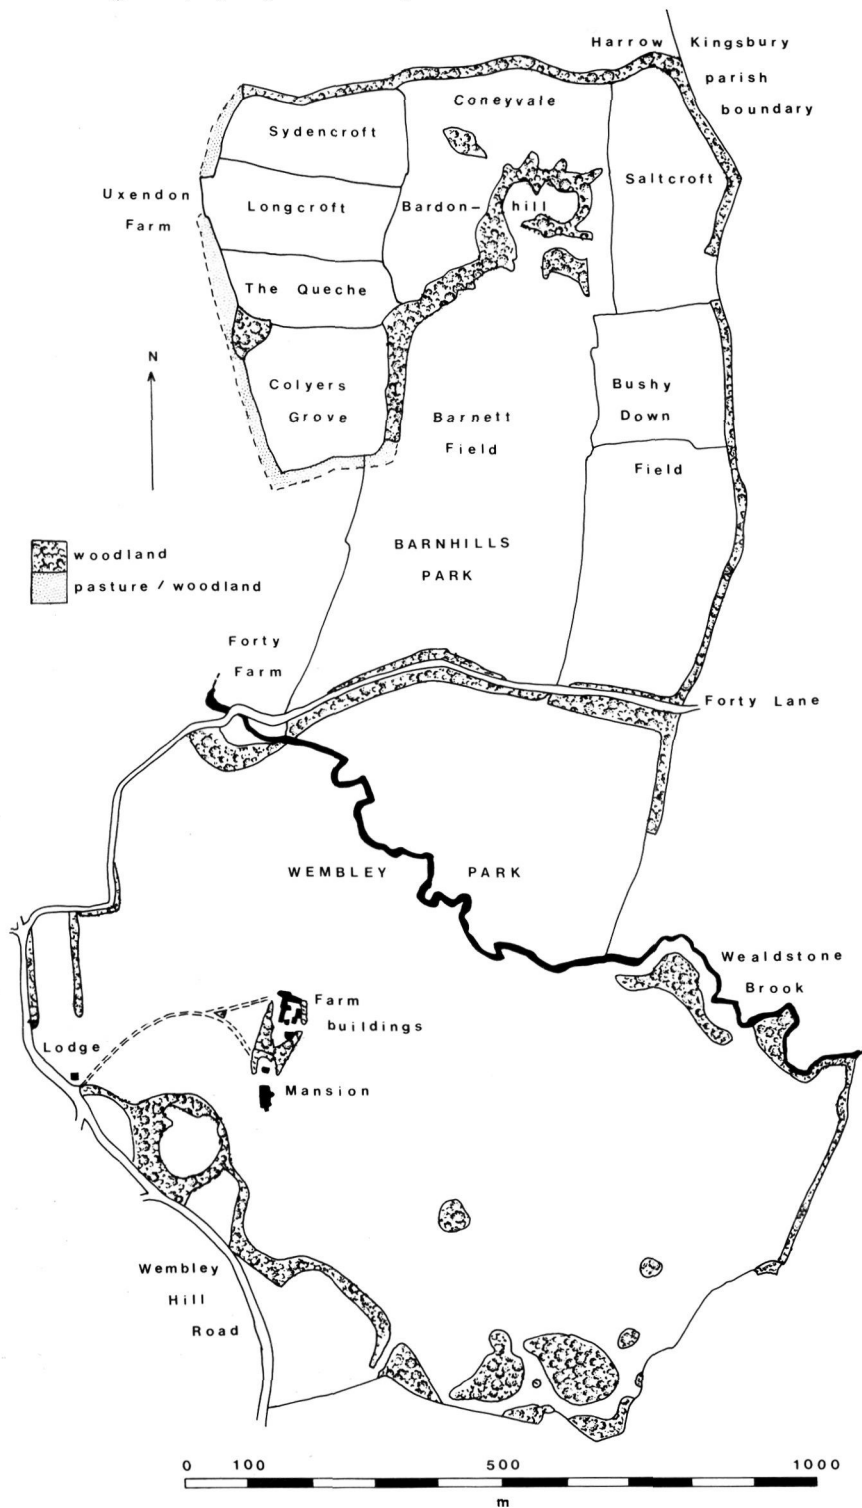 Harrow Kingsbury
parish
boundary
Coneyvale
Sydencroft
Saltcroft
Uxendon
Farm
Longcroft
Bardon- hill
The Queche
N
Colyers
Grove
Barnett
Field
Bushy
Down
Field
BARNHILLS
PARK
woodland
pasture / woodland
Forty
Farm
Forty Lane
WEMBLEY PARK
Wealdstone
Brook
Farm
buildings
Lodge
Mansion
Wembley
Hill
Road
0 100 500 1000
m